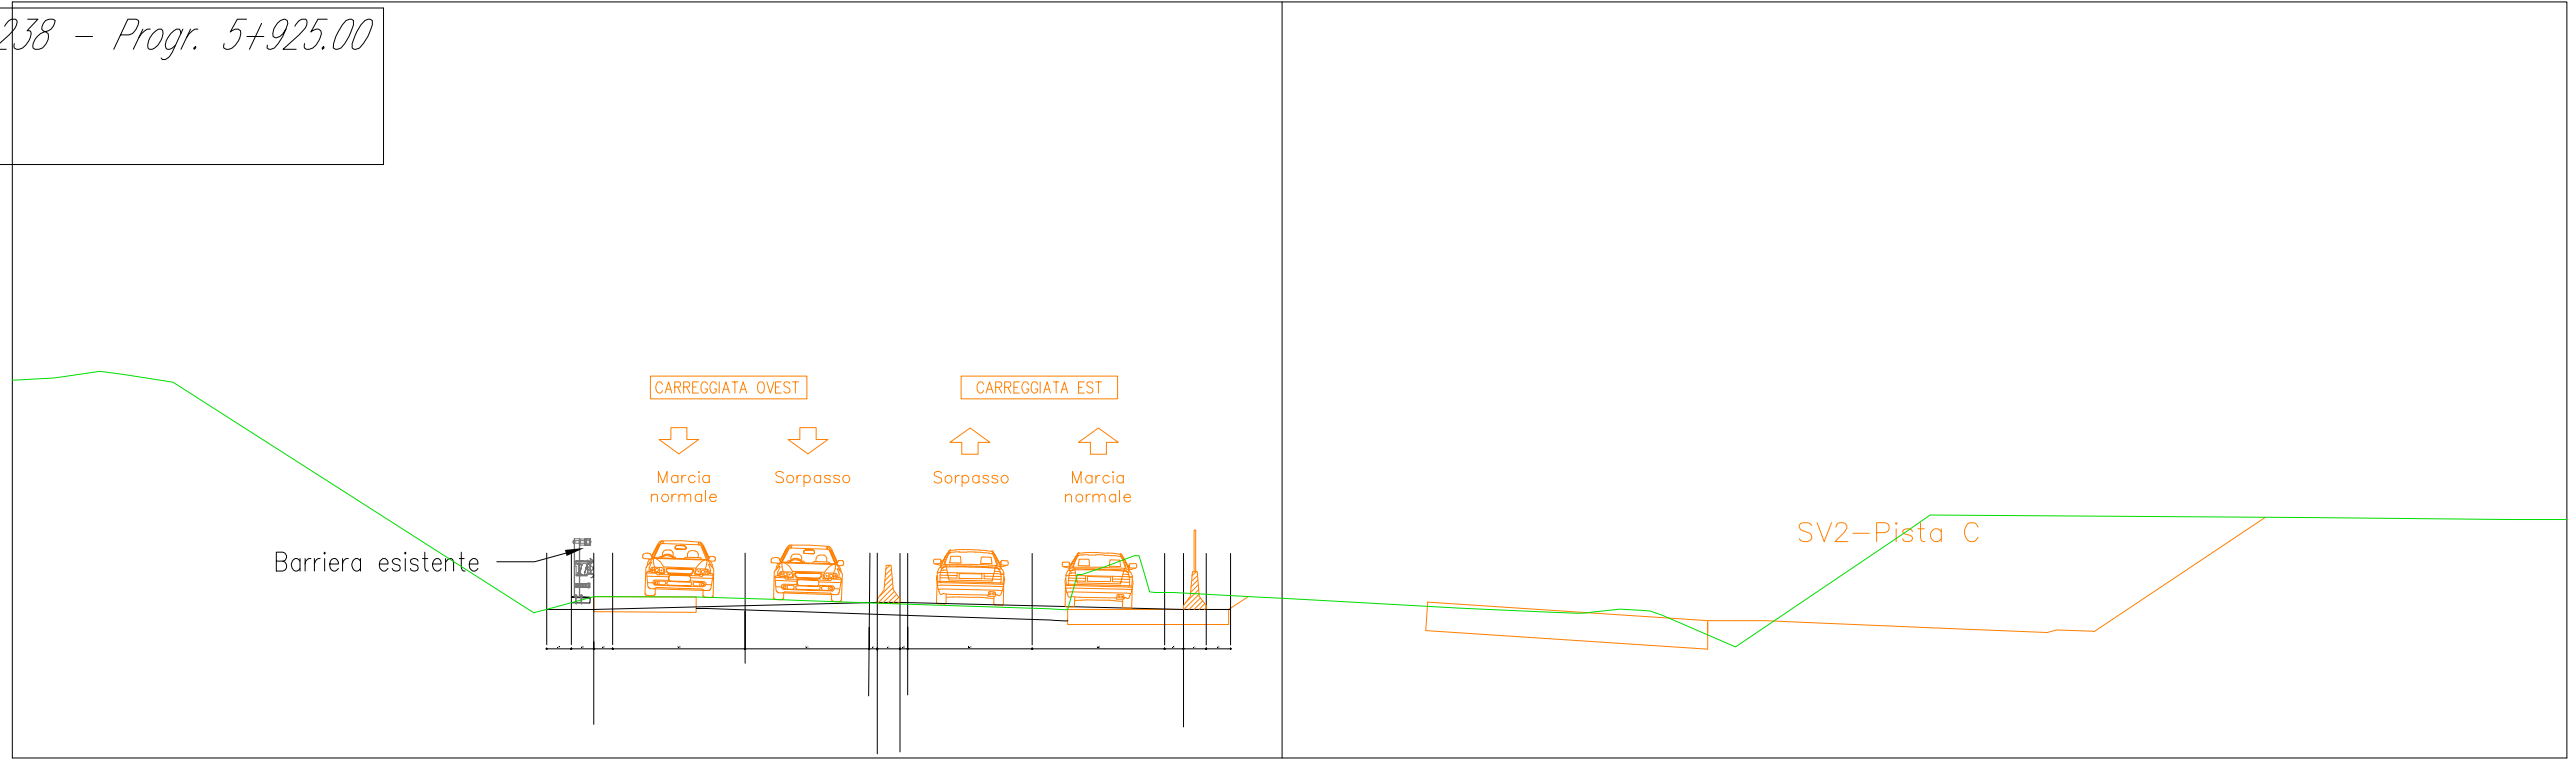 238 - Progr. 5+925.00
CARREGGIATA OVEST
CARREGGIATA EST
Marcia
normale
Sorpasso
Sorpasso
Marcia
normale
SV2-Pista C
Barriera esistente